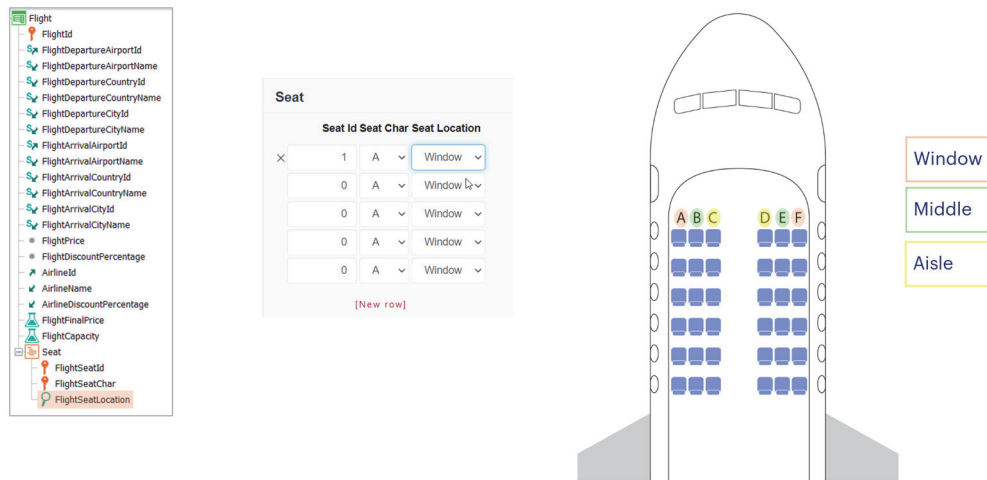 Flight
FlightId
FlightDepartureAirportId
FlightDepartureAirportName
FlightDepartureCountryId
FlightDepartureCountryName
FlightDepartureCityId
FlightDepartureCityName
FlightArrivalAirportId
FlightArrivalAirportName
FlightArrivalCountryId
FlightArrivalCountryName
FlightArrivalCityId
FlightArrivalCityName
FlightPrice
FlightDiscountPercentage
AirlineId
AirlineName
AirlineDiscountPercentage
FlightFinalPrice
FlightCapacity
Seat
FlightSeatId
FlightSeatChar
FlightSeatLocation
Seat
Seat Id Seat Char Seat Location
1 A Window
0 A Window
0 A Window
0 A Window
0 A Window
[New row]
A B C D E F
Window
Middle
Aisle